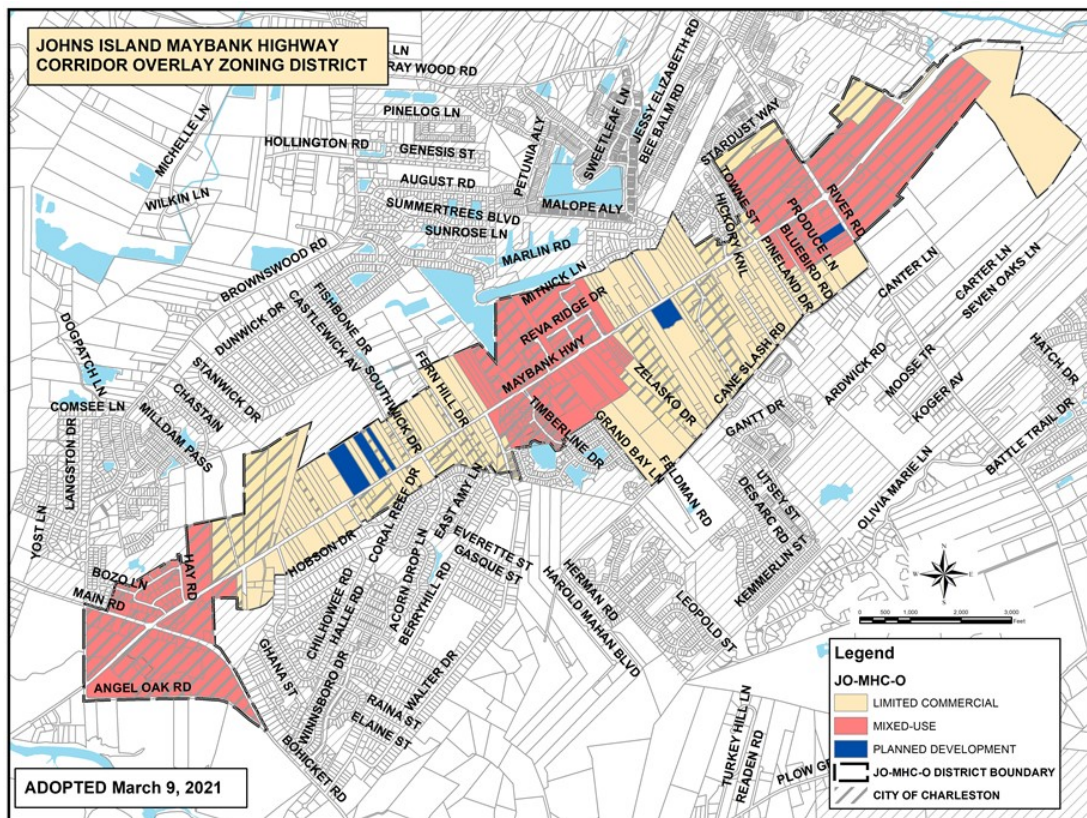 JOHNS ISLAND MAYBANK HIGHWAY
CORRIDOR OVERLAY ZONING DISTRICT
LN
RAY WOOD RD
PINELOG LN
MICHELLE LN
HOLLINGTON RD
GENESIS ST
WILKIN LN
AUGUST RD
SUMMERTREES BLVD
SUNROSE LN
PETUNIA ALY
SWEETLEAF LN
JESSY ELIZABETH RD
BEE BALM RD
MALOPE ALY
STARDUST WAY
MARLIN RD
MITNICK LN
BROWNSWOOD RD
TOWNE ST
HICKORY KNL
PRODUCE LN
RIVER RD
BLUEBIRD RD
PINELAND DR
CANTER LN
CARTER LN
SEVEN OAKS LN
DUNWICK DR
CASTLEWICK AV
FISHBONE DR
REVA RIDGE DR
MAYBANK HWY
DOGPATCH LN
STANWICK DR
SOUTHWICK DR
FERN HILL DR
CANE SLASH RD
ARDWICK RD
MOOSE TR
KOGER AV
HATCH DR
COMSEE LN
CHASTAIN
MILLDAM PASS
LANGSTON DR
TIMBERLINE DR
ZELASKO DR
GRAND BAY LN
GANTT DR
FELDMAN RD
BATTLE TRAIL DR
OLIVIA MARIE LN
YOST LN
HAY RD
BOZO LN
MAIN RD
HOBSON DR
CORAL REEF DR
EAST AMY LN
EVERETTE ST
GASQUE ST
UTSEY ST
DES ARC RD
KEMMERLIN ST
CHILHOWEE RD
HALLE RD
ACORN DROP LN
BERRYHILL RD
HERMAN RD
HAROLD MAHAN BLVD
LEOPOLD ST
ANGEL OAK RD
GHANA ST
WINNSBORO DR
RAINA ST
ELAINE ST
WALTER DR
BOHICKET RD
TURKEY HILL LN
READEN RD
PLOW GR
N
W E
S
0 500 1,000 2,000 3,000
Feet
Legend
JO-MHC-O
LIMITED COMMERCIAL
MIXED-USE
PLANNED DEVELOPMENT
JO-MHC-O DISTRICT BOUNDARY
CITY OF CHARLESTON
ADOPTED March 9, 2021